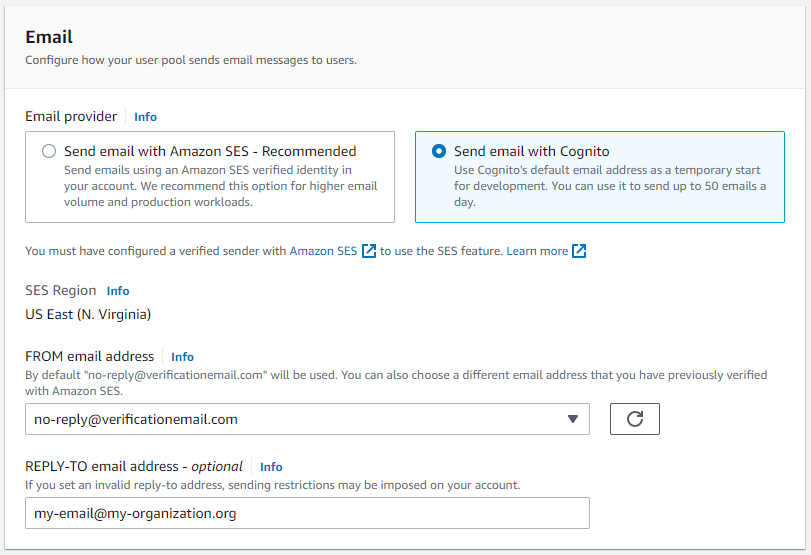 Email
Configure how your user pool sends email messages to users.
Email provider Info
Send email with Amazon SES - Recommended
Send emails using an Amazon SES verified identity in
your account. We recommend this option for higher email
volume and production workloads.
Send email with Cognito
Use Cognito's default email address as a temporary start
for development. You can use it to send up to 50 emails a
day.
You must have configured a verified sender with Amazon SES to use the SES feature. Learn more
SES Region Info
US East (N. Virginia)
FROM email address Info
By default "no-reply@verificationemail.com" will be used. You can also choose a different email address that you have previously verified
with Amazon SES.
no-reply@verificationemail.com
REPLY-TO email address - optional Info
If you set an invalid reply-to address, sending restrictions may be imposed on your account.
my-email@my-organization.org